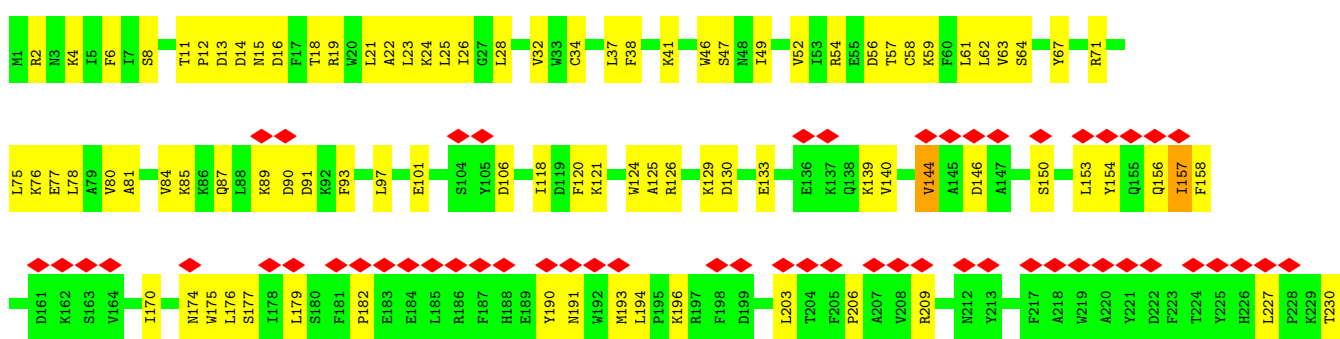 M1 R2 N3 K4 I5 F6 I7 S8 T11 P12 D13 D14 N15 D16 F17 T18 R19 W20 L21 A22 L23 K24 L25 I26 G27 L28 V32 W33 C34 L37 F38 K41 W46 S47 N48 I49 V52 I53 R54 E55 D56 T57 C58 K59 F60 L61 L62 V63 S64 Y67 R71
L75 K76 E77 L78 A79 V80 A81 V84 K85 K86 Q87 L88 K89 D90 D91 K92 F93 L97 E101 S104 Y105 D106 I118 D119 F120 K121 W124 A125 R126 K129 D130 E133 E136 K137 Q138 K139 V140 V144 A145 D146 A147 S150 L153 Y154 Q155 Q156 I157 F158
D161 K162 S163 V164 I170 N174 W175 L176 S177 I178 L179 S180 F181 P182 E183 E184 L185 R186 F187 H188 E189 Y190 N191 W192 M193 L194 P195 K196 R197 F198 D199 L203 T204 F205 P206 A207 V208 R209 N212 Y213 F217 A218 W219 A220 Y221 D222 F223 T224 Y225 H226 L227 P228 K229 T230